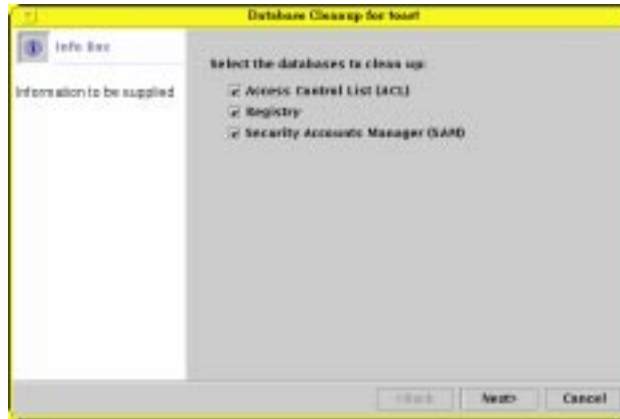 Database Cleanup for toast
Info Box
Information to be supplied
Select the databases to clean up:
Access Control List (ACL)
Registry
Security Accounts Manager (SAM)
<Back
Next>
Cancel